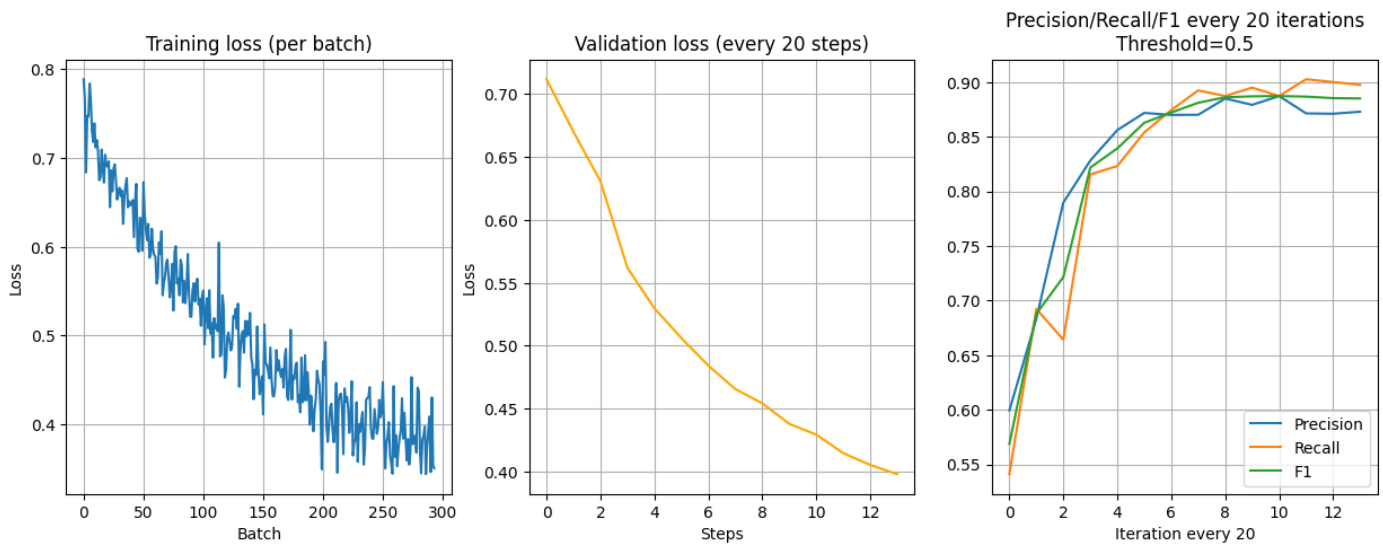 Training loss (per batch)
0.8
0.7
0.6
0.5
0.4
Loss
0 50 100 150 200 250 300
Batch
Validation loss (every 20 steps)
0.70
0.65
0.60
0.55
0.50
0.45
0.40
Loss
0 2 4 6 8 10 12
Steps
Precision/Recall/F1 every 20 iterations
Threshold=0.5
0.90
0.85
0.80
0.75
0.70
0.65
0.60
0.55
Precision
Recall
F1
0 2 4 6 8 10 12
Iteration every 20